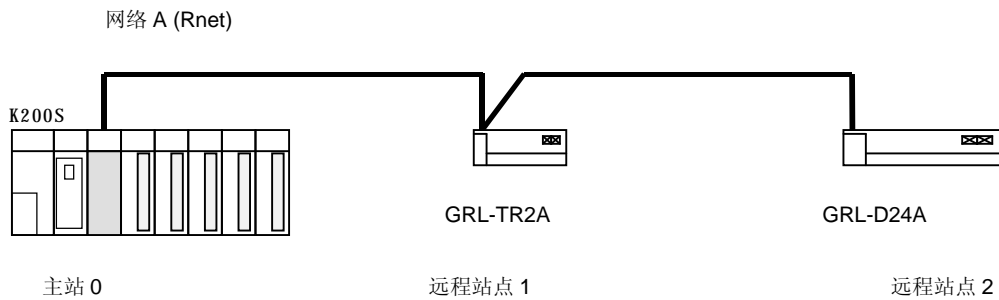 网络 A (Rnet)
K200S
GRL-TR2A
GRL-D24A
主站 0
远程站点 1
远程站点 2